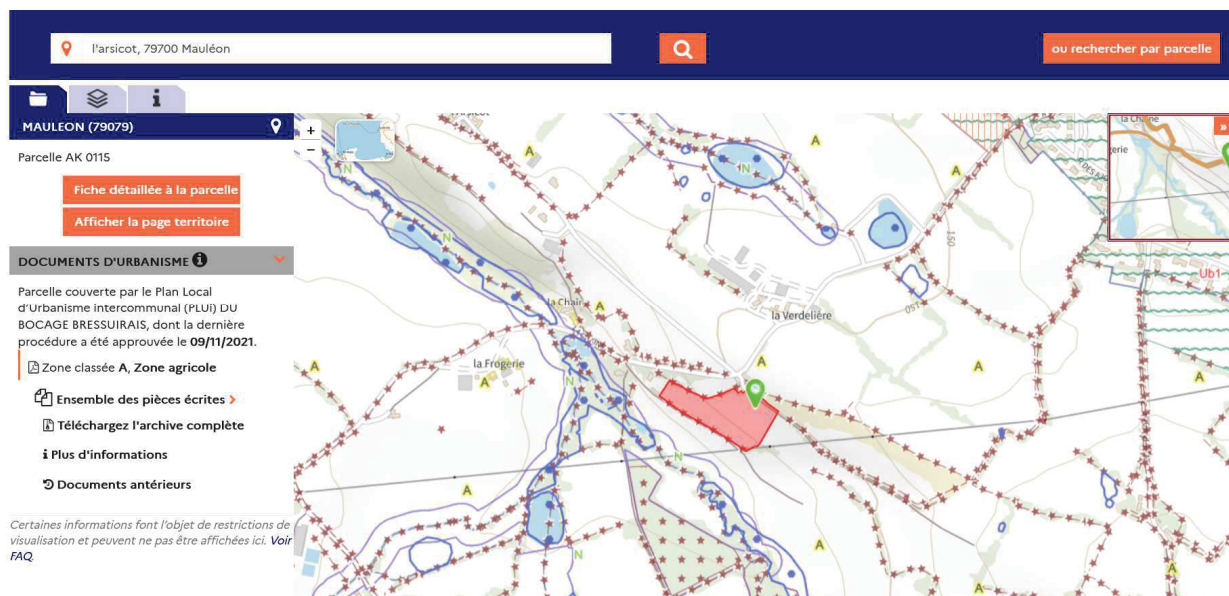 l'arsicot, 79700 Mauléon
ou rechercher par parcelle
MAULEON (79079)
Parcelle AK 0115
Fiche détaillée à la parcelle
Afficher la page territoire
DOCUMENTS D'URBANISME
Parcelle couverte par le Plan Local
d'Urbanisme intercommunal (PLUi) DU
BOCAGE BRESSUIRAIS, dont la dernière
procédure a été approuvée le 09/11/2021.
Zone classée A, Zone agricole
Ensemble des pièces écrites >
Téléchargez l'archive complète
Plus d'informations
Documents antérieurs
Certaines informations font l'objet de restrictions de
visualisation et peuvent ne pas être affichées ici. Voir
FAQ.
+
−
N
A
N
A
la Chaîne
»
150
N
Ub1
150
la Chair
A
la Verdelière
la Frogerie
A
N
A
A
A
N
A
N
A
A